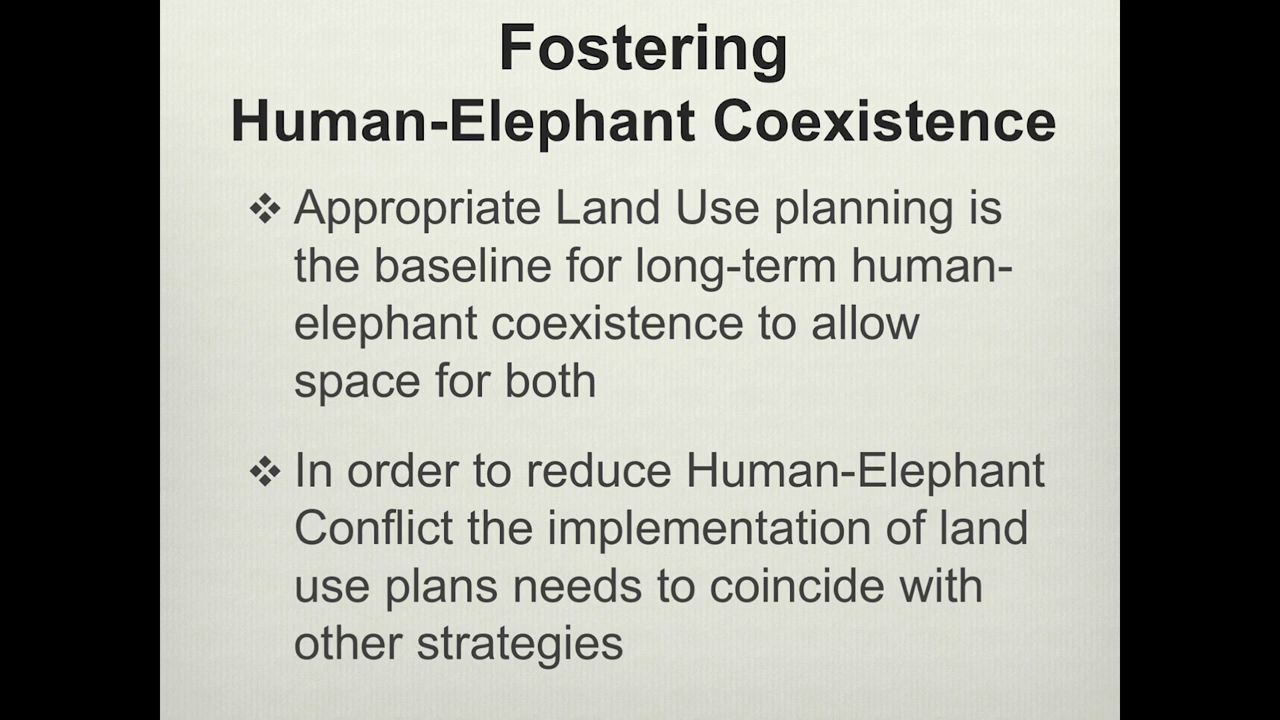 Fostering
Human-Elephant Coexistence
❖ Appropriate Land Use planning is
the baseline for long-term human-
elephant coexistence to allow
space for both
❖ In order to reduce Human-Elephant
Conflict the implementation of land
use plans needs to coincide with
other strategies